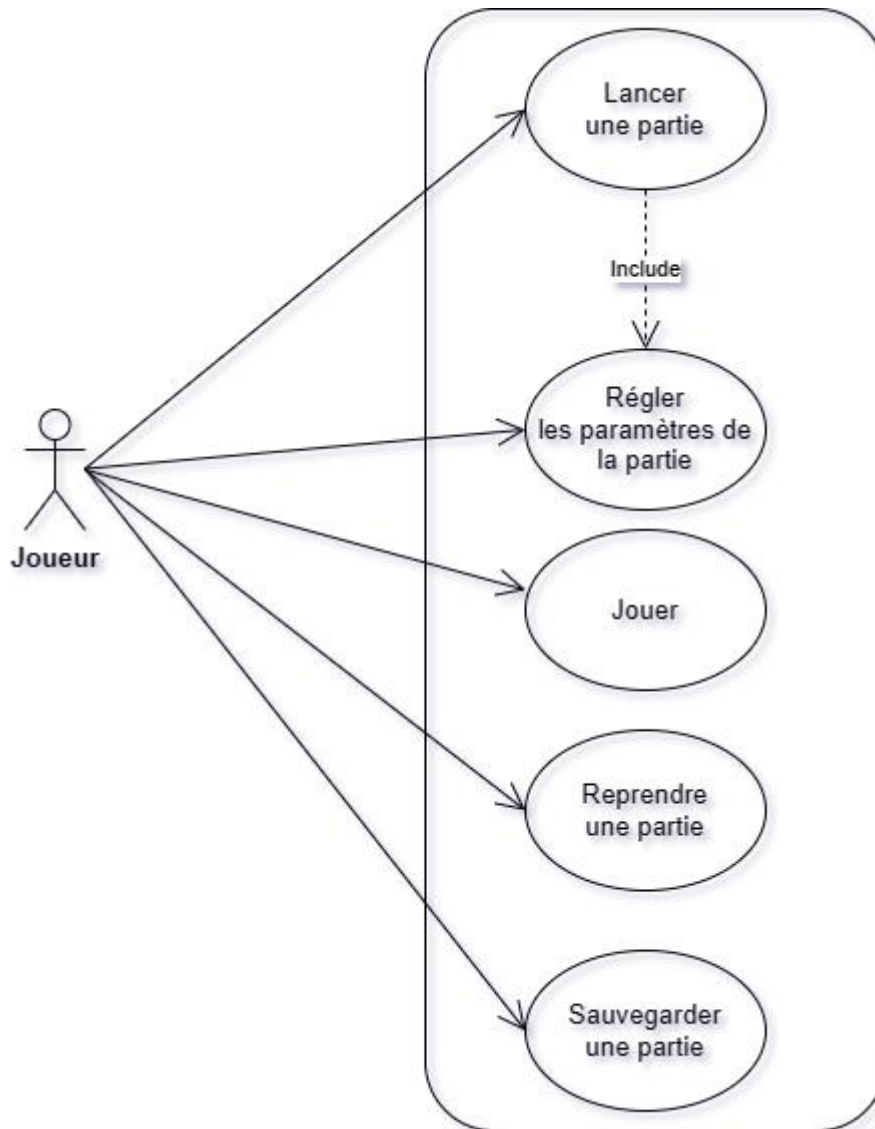 Lancer
une partie
Include
Régler
les paramètres de
la partie
Joueur
Jouer
Reprendre
une partie
Sauvegarder
une partie